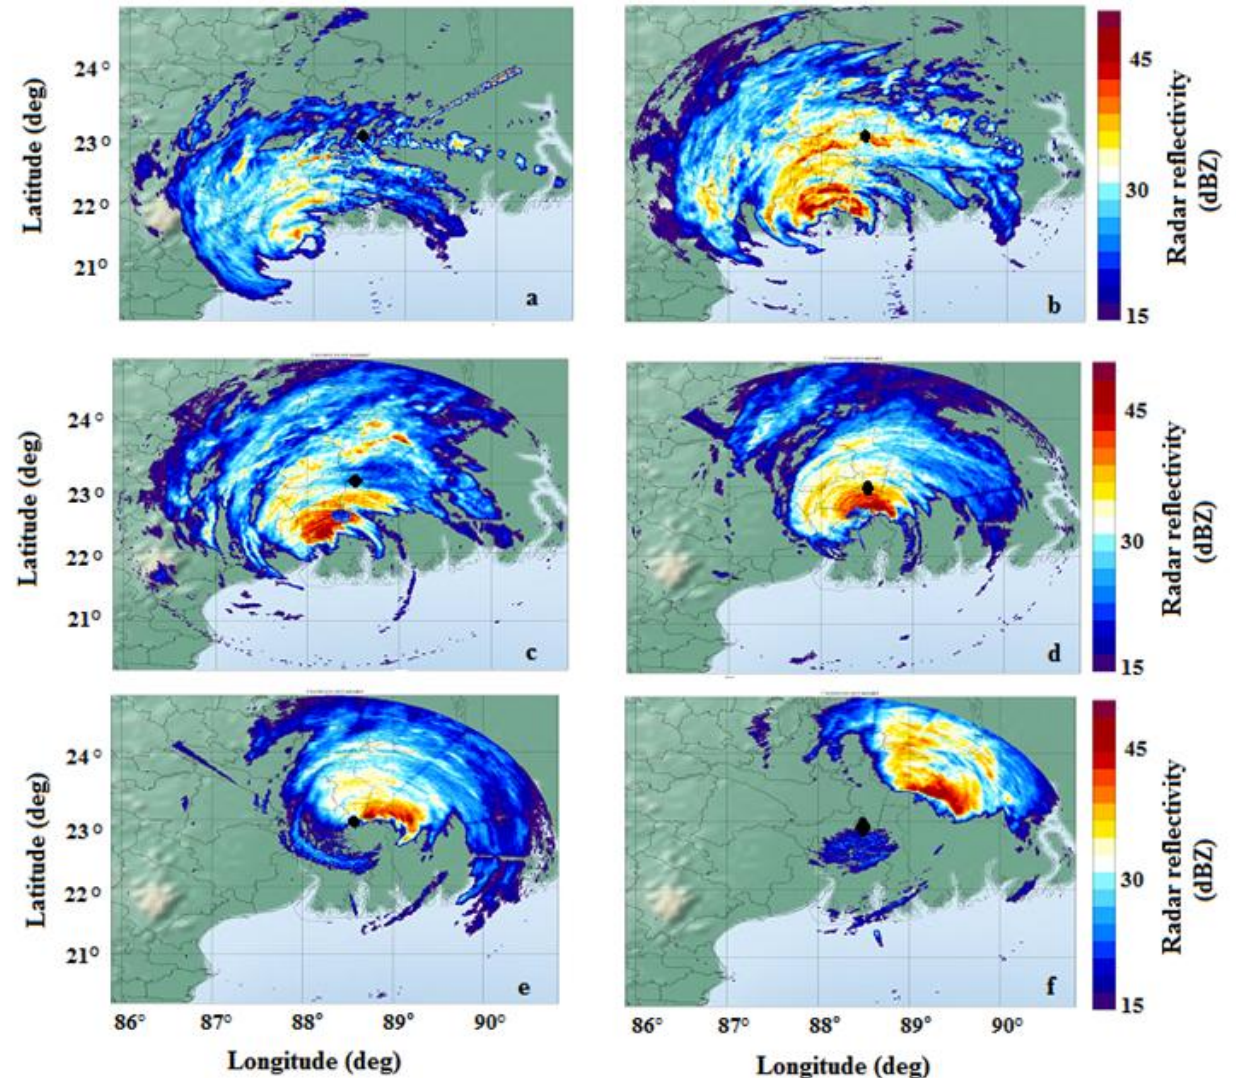 Latitude (deg)
24°
23°
22°
21°
a
b
45
30
15
Radar reflectivity
(dBZ)
Latitude (deg)
24°
23°
22°
21°
c
d
45
30
15
Radar reflectivity
(dBZ)
Latitude (deg)
24°
23°
22°
21°
e
f
45
30
15
Radar reflectivity
(dBZ)
86° 87° 88° 89° 90°
86° 87° 88° 89° 90°
Longitude (deg)
Longitude (deg)